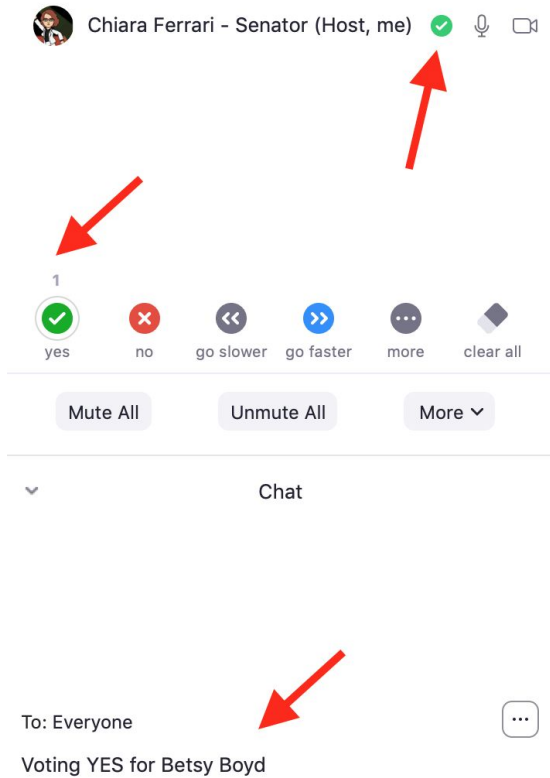 Chiara Ferrari - Senator (Host, me)
1
yes no go slower go faster more clear all
Mute All Unmute All More
Chat
To: Everyone
Voting YES for Betsy Boyd